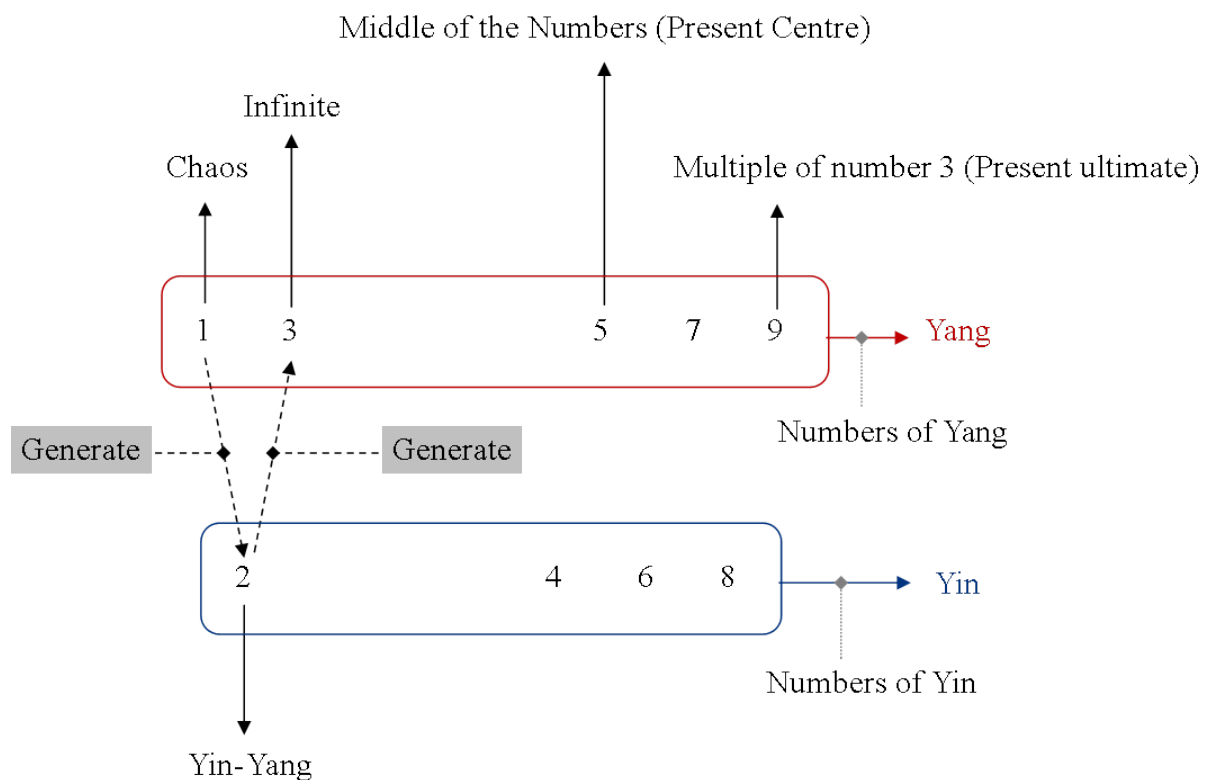 Middle of the Numbers (Present Centre)
Infinite
Chaos
Multiple of number 3 (Present ultimate)
1 3 5 7 9
Yang
Numbers of Yang
Generate
Generate
2 4 6 8
Yin
Numbers of Yin
Yin-Yang